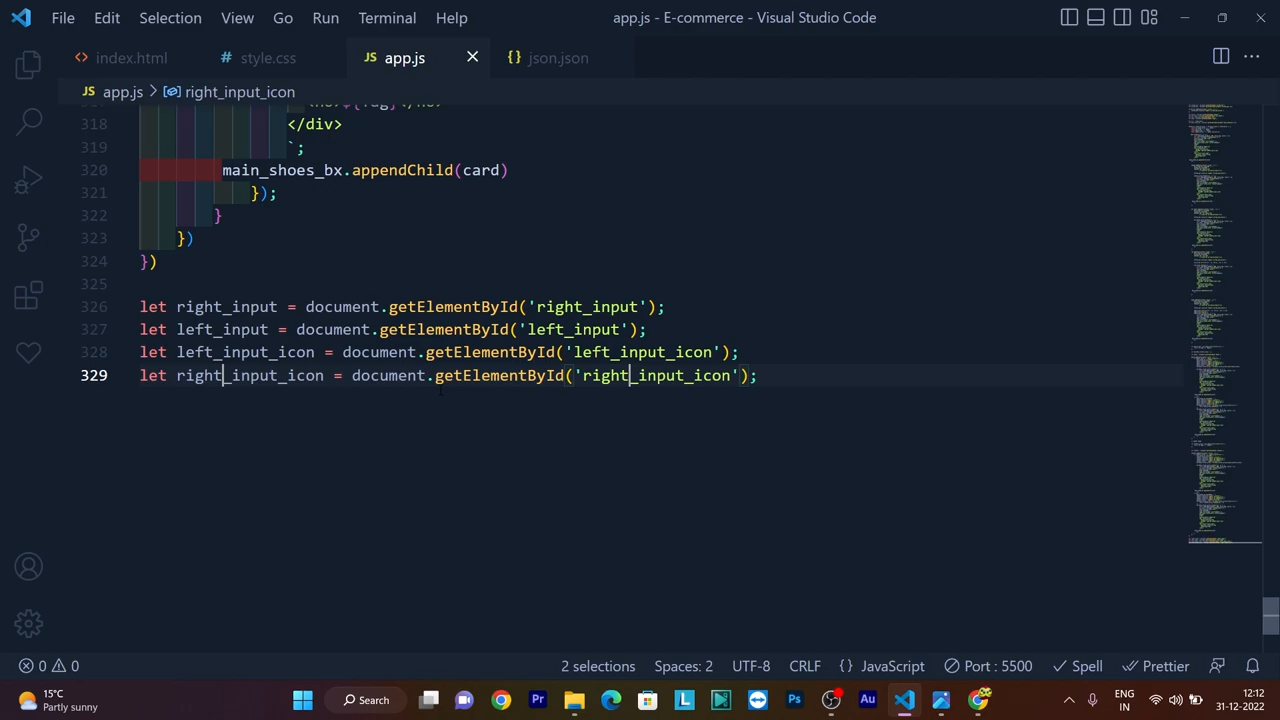 File Edit Selection View Go Run Terminal Help
app.js - E-commerce - Visual Studio Code
index.html
style.css
JS app.js
json.json
JS app.js > right_input_icon
318 </div>
319 `;
320 main_shoes_bx.appendChild(card)
321 });
322 }
323 })
324 })
325
326 let right_input = document.getElementById('right_input');
327 let left_input = document.getElementById('left_input');
328 let left_input_icon = document.getElementById('left_input_icon');
329 let right_input_icon = document.getElementById('right_input_icon');
0 0
2 selections Spaces: 2 UTF-8 CRLF {} JavaScript Port : 5500 Spell Prettier
15°C
Partly sunny
Search
Pr
L
Ps
Au
ENG
IN
12:12
31-12-2022